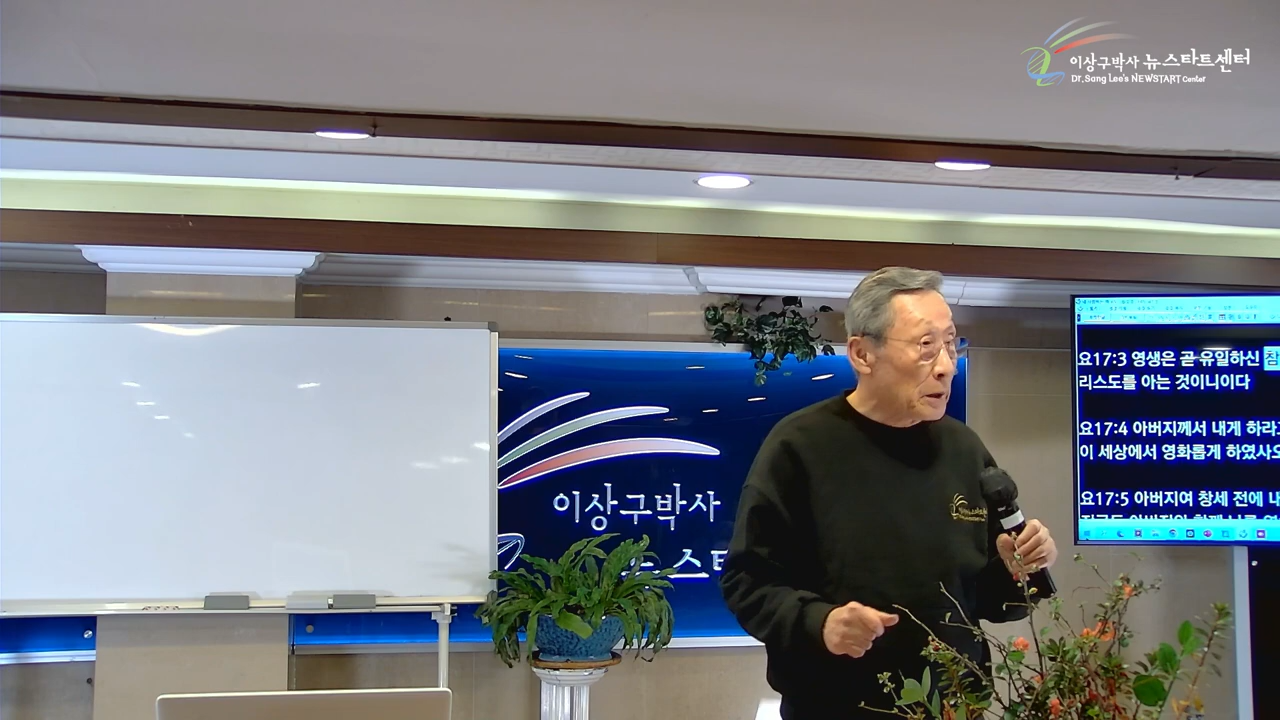 이상구박사 뉴스타트센터
Dr. Sang Lee's NEWSTART Center
요17:3 영생은 곧 유일하신 참
리스도를 아는 것이니이다
요17:4 아버지께서 내게 하라고
이 세상에서 영화롭게 하였사오
요17:5 아버지여 창세 전에 내
이상구박사